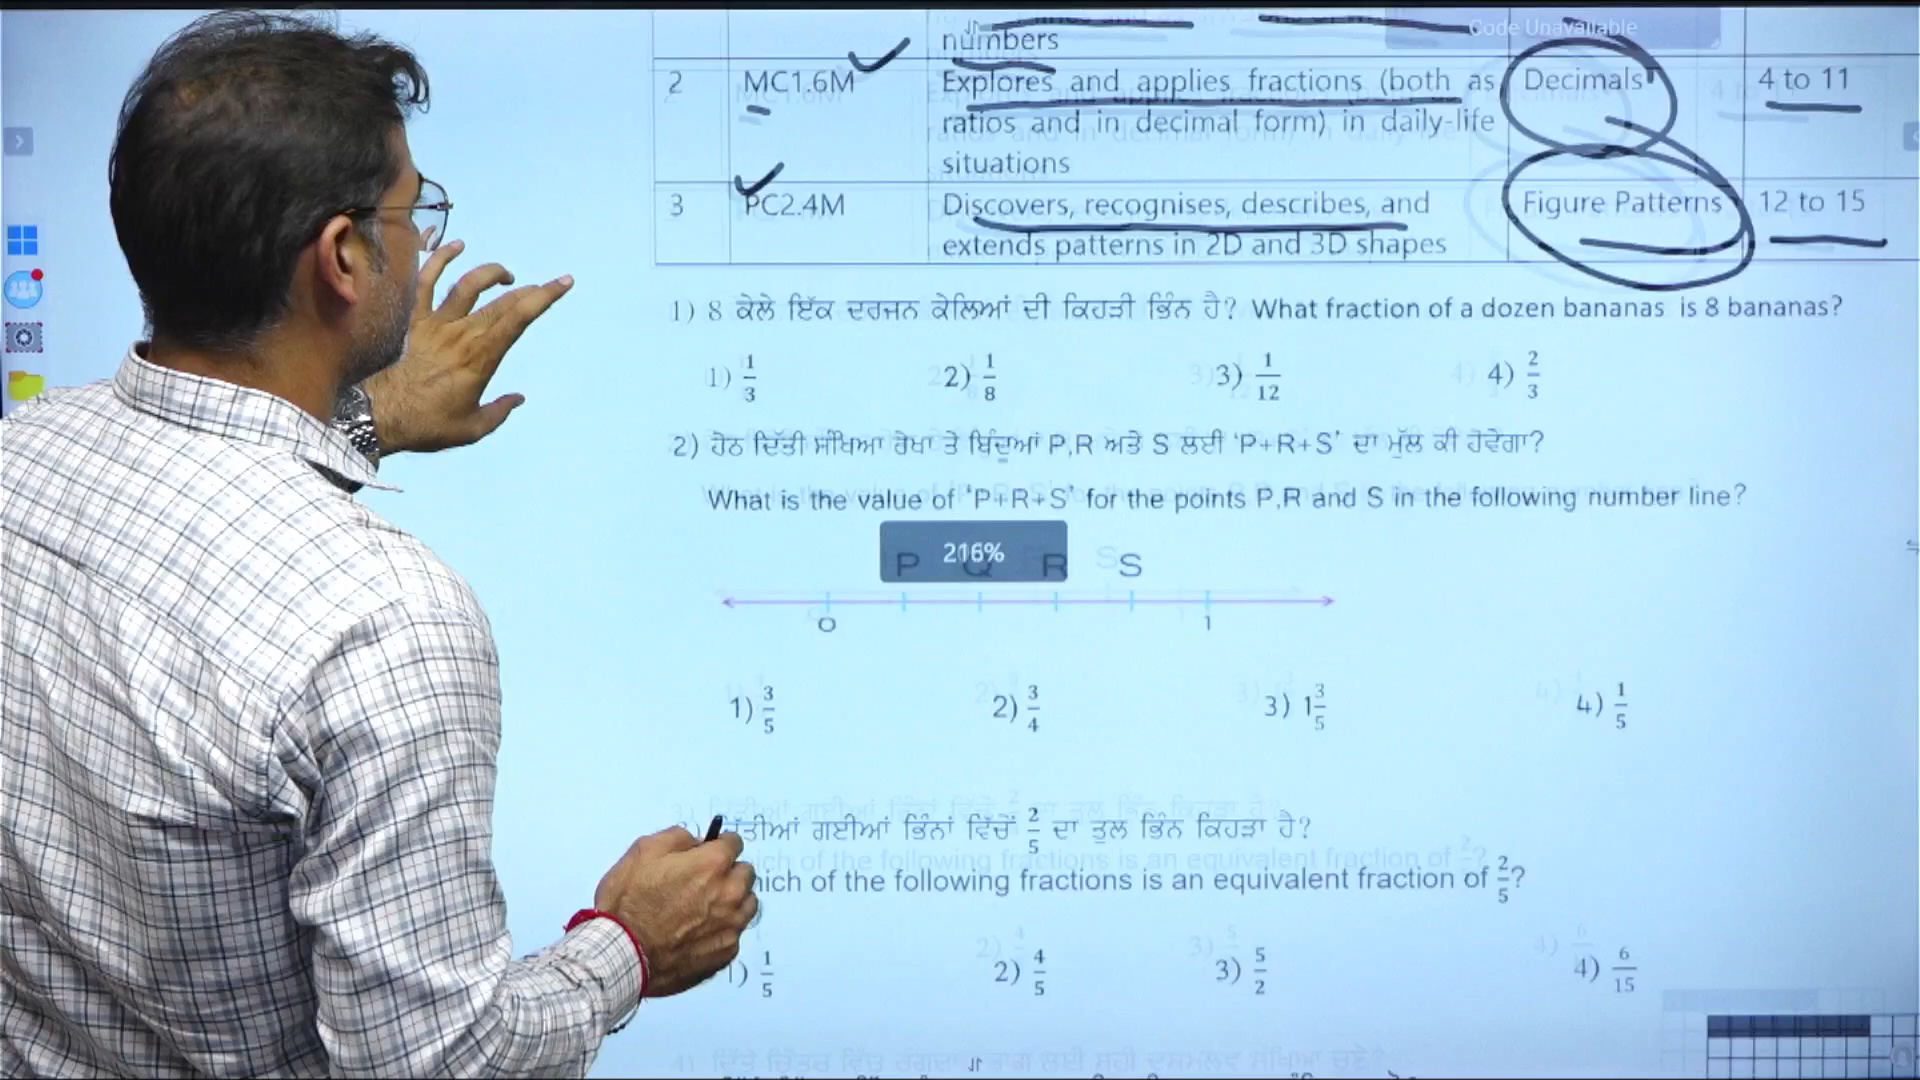 Code Unavailable
numbers
2 MC1.6M Explores and applies fractions (both as ratios and in decimal form) in daily-life situations Decimals 4 to 11
3 PC2.4M Discovers, recognises, describes, and extends patterns in 2D and 3D shapes Figure Patterns 12 to 15
1) 8 ਕੇਲੇ ਇੱਕ ਦਰਜਨ ਕੇਲਿਆਂ ਦੀ ਕਿਹੜੀ ਭਿੰਨ ਹੈ? What fraction of a dozen bananas is 8 bananas?
1) 1/3 2) 1/8 3) 1/12 4) 2/3
2) ਹੇਠ ਦਿੱਤੀ ਸੰਖਿਆ ਰੇਖਾ ਤੇ ਬਿੰਦੂਆਂ P,R ਅਤੇ S ਲਈ ‘P+R+S’ ਦਾ ਮੁੱਲ ਕੀ ਹੋਵੇਗਾ?
What is the value of ‘P+R+S’ for the points P,R and S in the following number line?
216%
P Q R S
0 1
1) 3/5 2) 3/4 3) 1 3/5 4) 1/5
ਗਈਆਂ ਭਿੰਨਾਂ ਵਿੱਚੋਂ 2/5 ਦਾ ਤੁਲ ਭਿੰਨ ਕਿਹੜਾ ਹੈ?
of the following fractions is an equivalent fraction of 2/5?
1) 1/5 2) 4/5 3) 5/2 4) 6/15